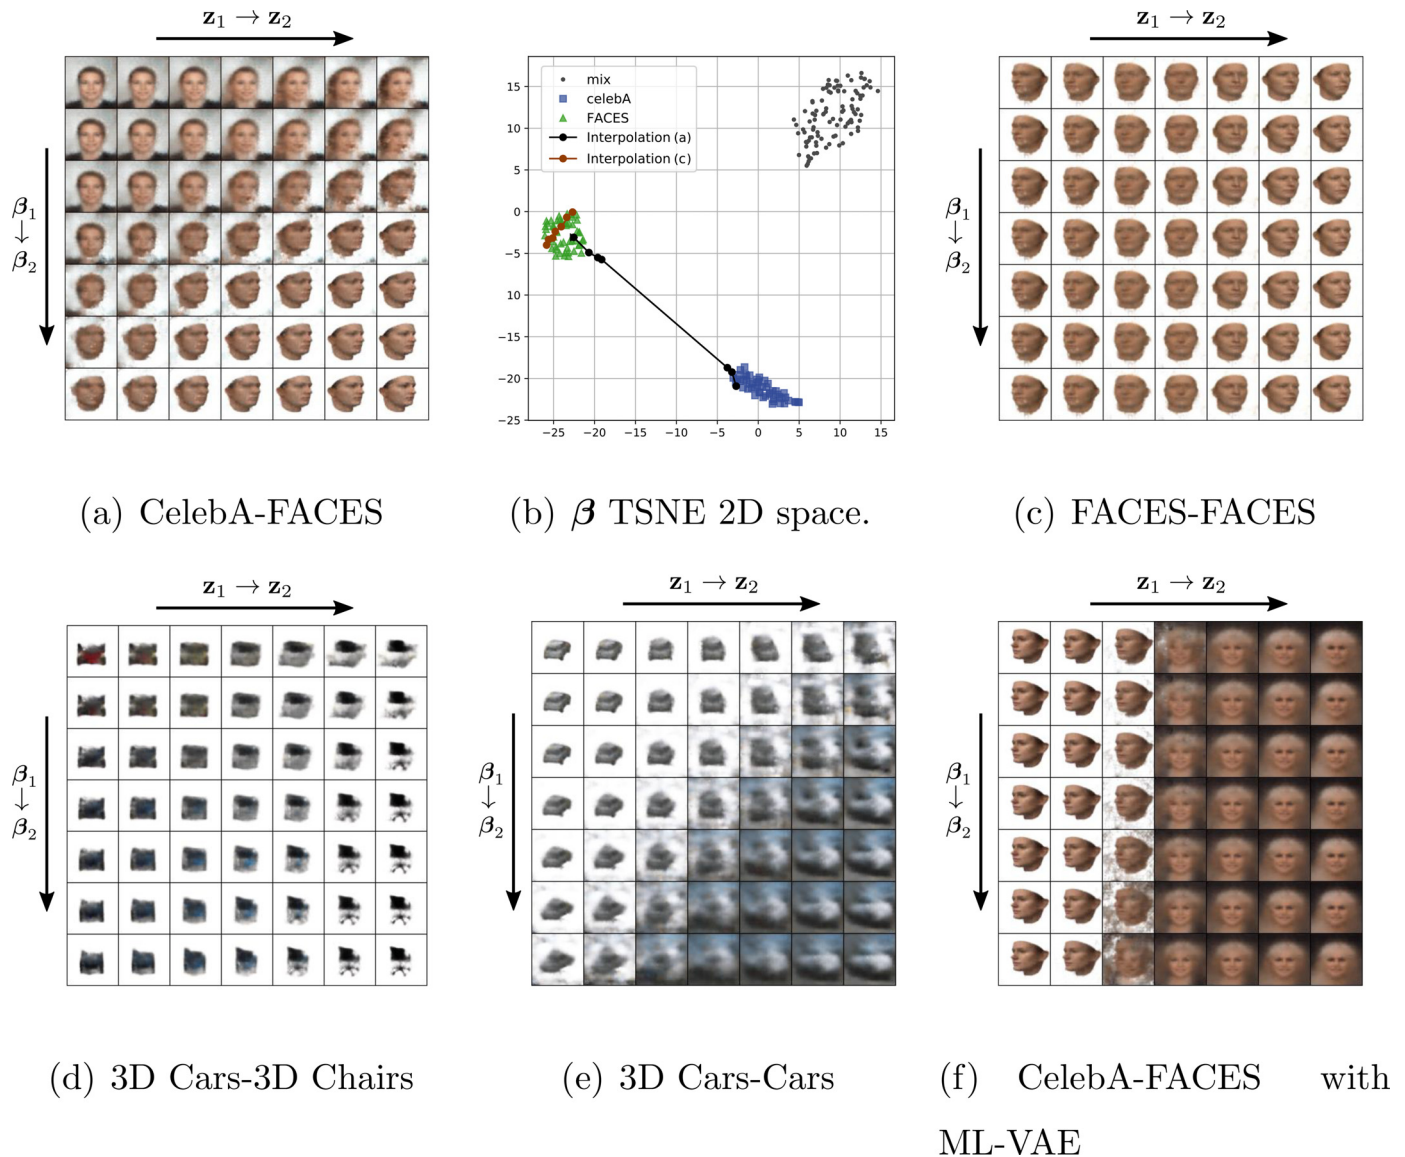 z1 → z2
β1
↓
β2
(a) CelebA-FACES
mix
celebA
FACES
Interpolation (a)
Interpolation (c)
15
10
5
0
−5
10
−15
−20
−25
−25 −20 −15 −10 −5 0 5 10 15
(b) β TSNE 2D space.
z1 → z2
β1
↓
β2
(c) FACES-FACES
z1 → z2
β1
↓
β2
(d) 3D Cars-3D Chairs
z1 → z2
β1
↓
β2
(e) 3D Cars-Cars
z1 → z2
β1
↓
β2
(f) CelebA-FACES with
ML-VAE